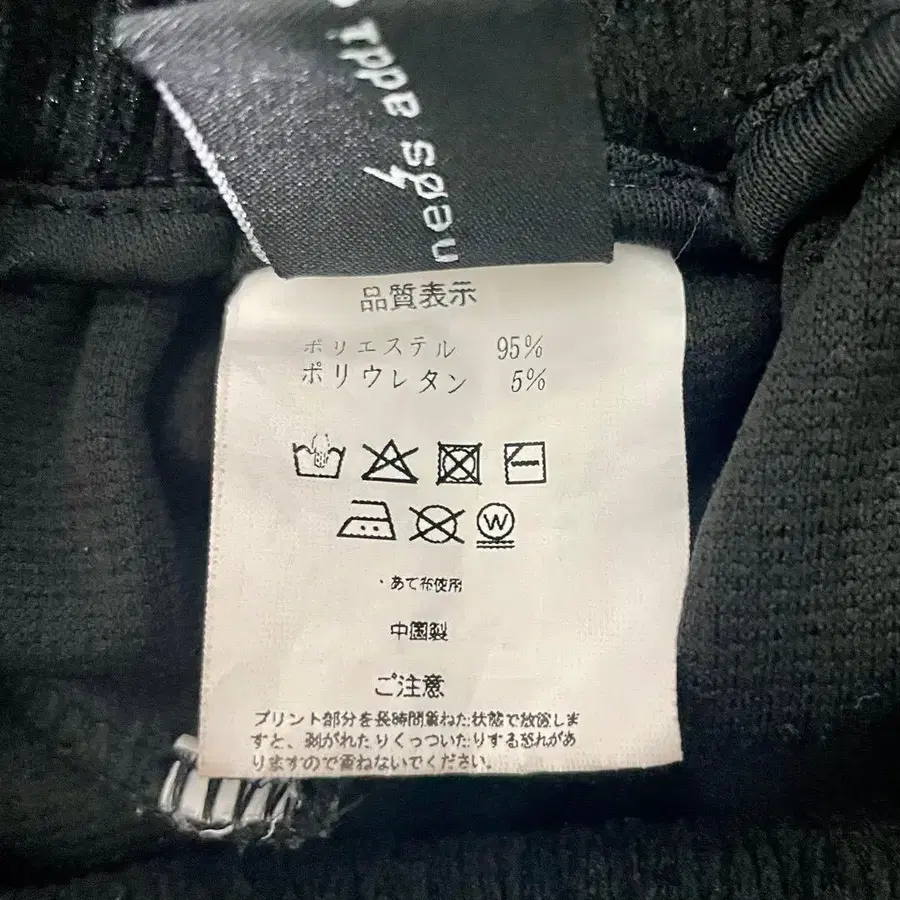 品質表示
ポリエステル 95%
ポリウレタン 5%
W
・あて布使用
中国製
ご注意
プリント部分を長時間重ねた状態で放置しま
すと、剥がれたりくっついたりする恐れがあ
りますので重ねないでください。